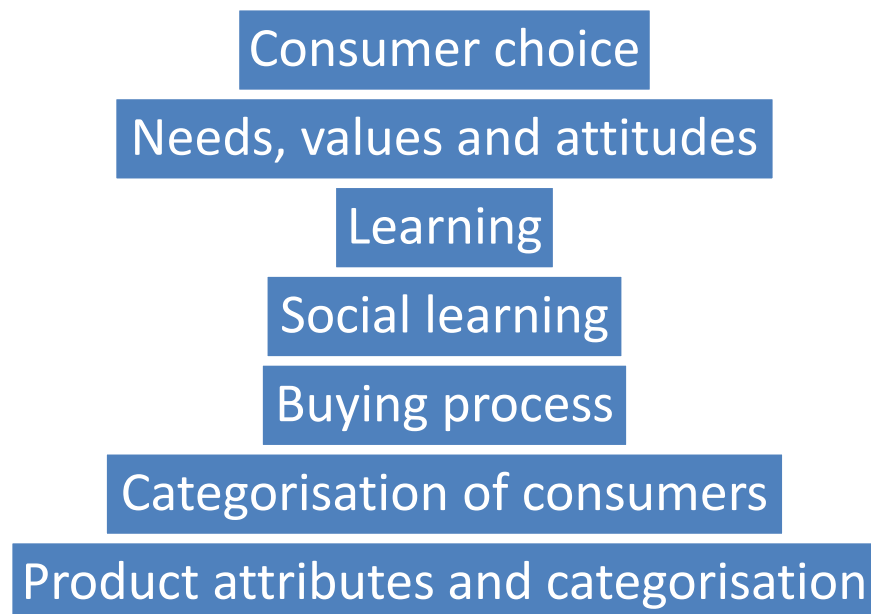 Consumer choice
Needs, values and attitudes
Learning
Social learning
Buying process
Categorisation of consumers
Product attributes and categorisation